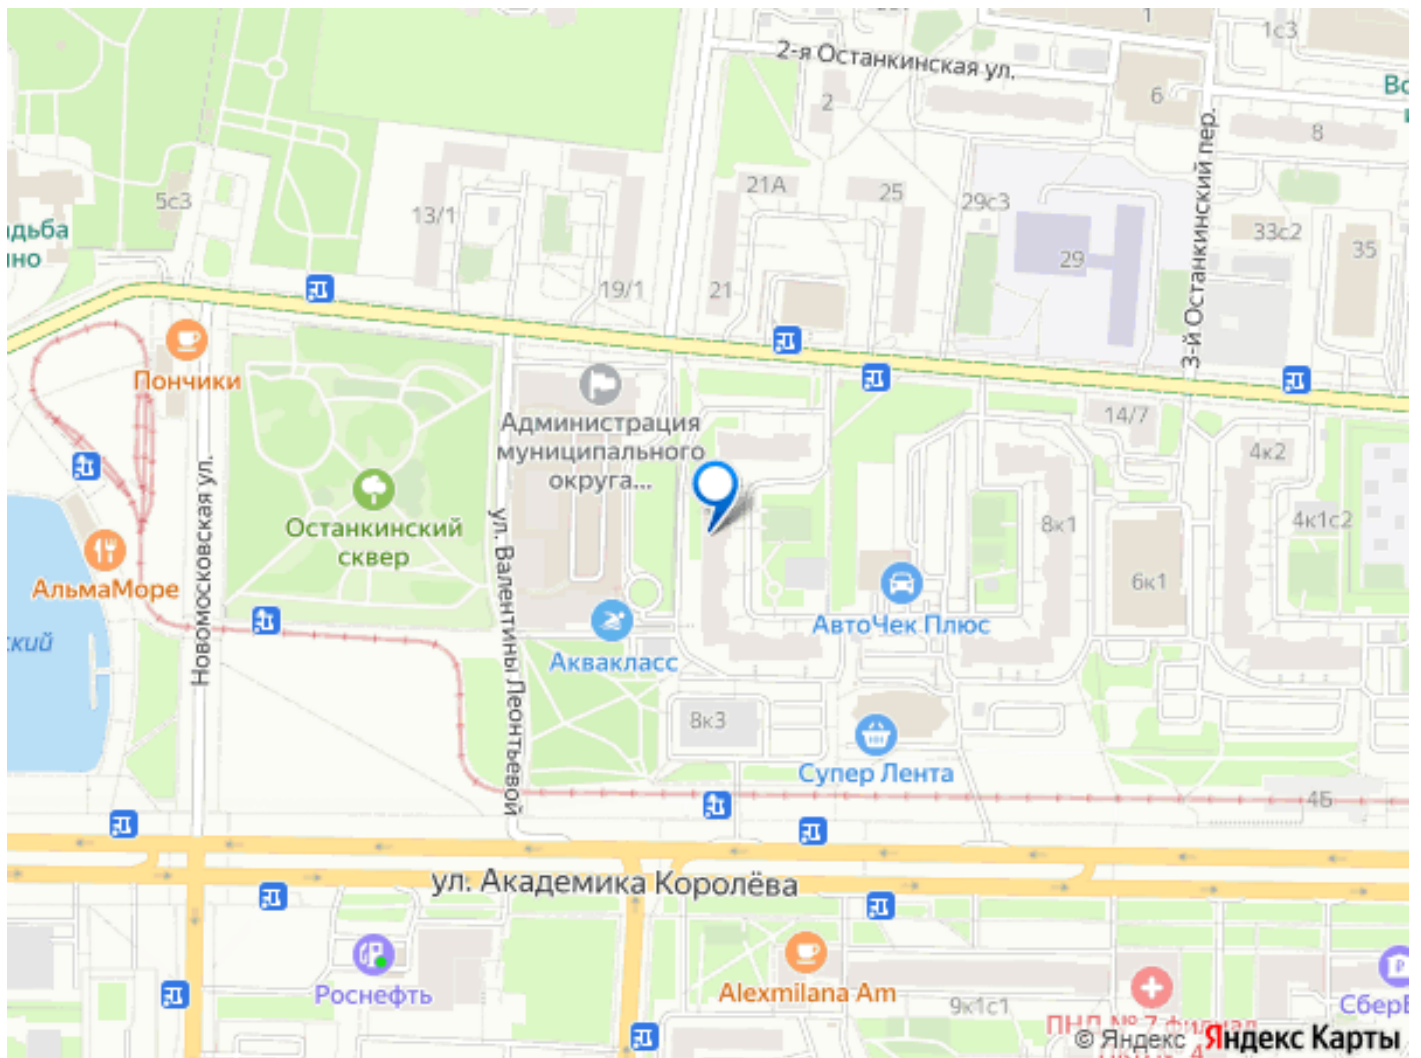 1
1с3
2-я Останкинская ул.
2
6
8
3-й Останкинский пер.
5с3
13/1
21А
25
29с3
29
33с2
35
19/1
21
Пончики
Администрация
муниципального
округа...
14/7
4к2
Новомосковская ул.
Останкинский
сквер
ул. Валентины Леонтьевой
8к1
4к1с2
6к1
АльмаМоре
АвтоЧек Плюс
Аквакласс
8к3
Супер Лента
4Б
ул. Академика Королёва
Роснефть
Alexmilana Am
9к1с1
© Яндекс Яндекс Карты